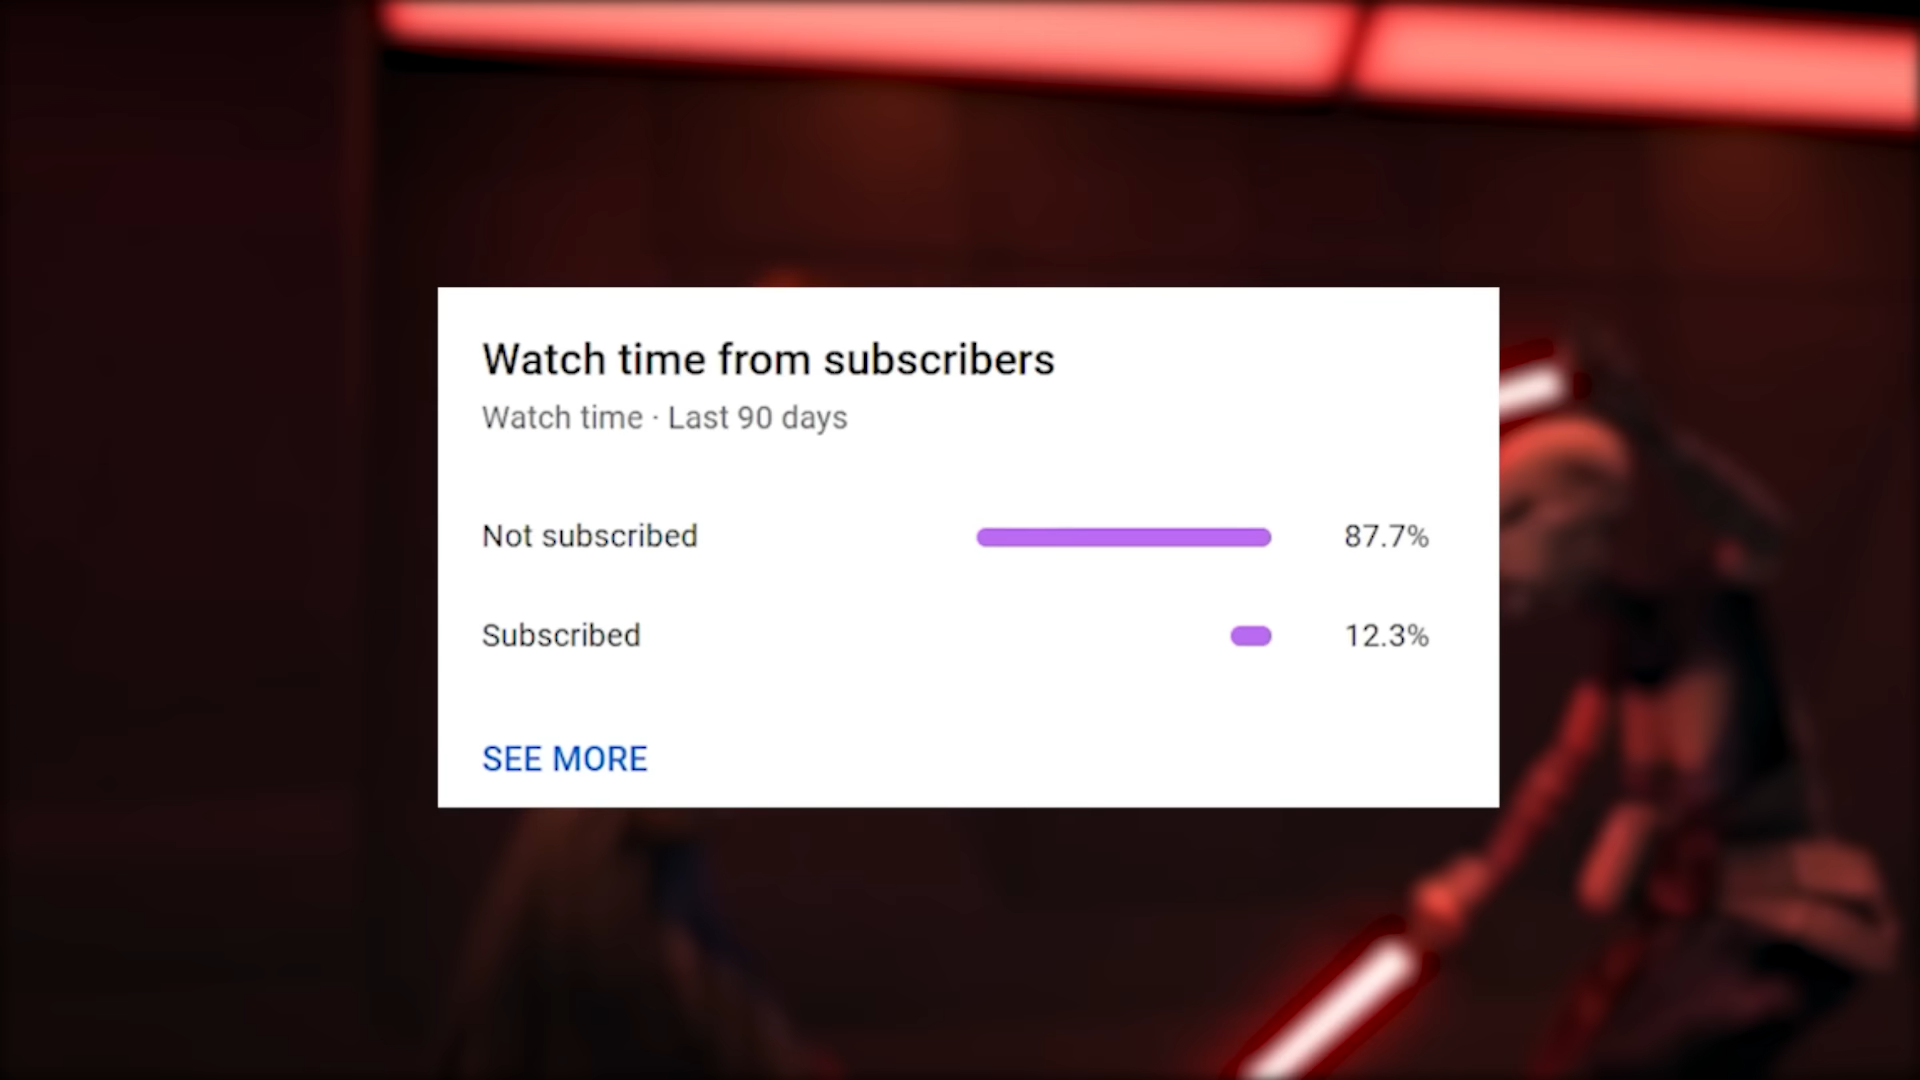 Watch time from subscribers
Watch time · Last 90 days
Not subscribed 87.7%
Subscribed 12.3%
SEE MORE